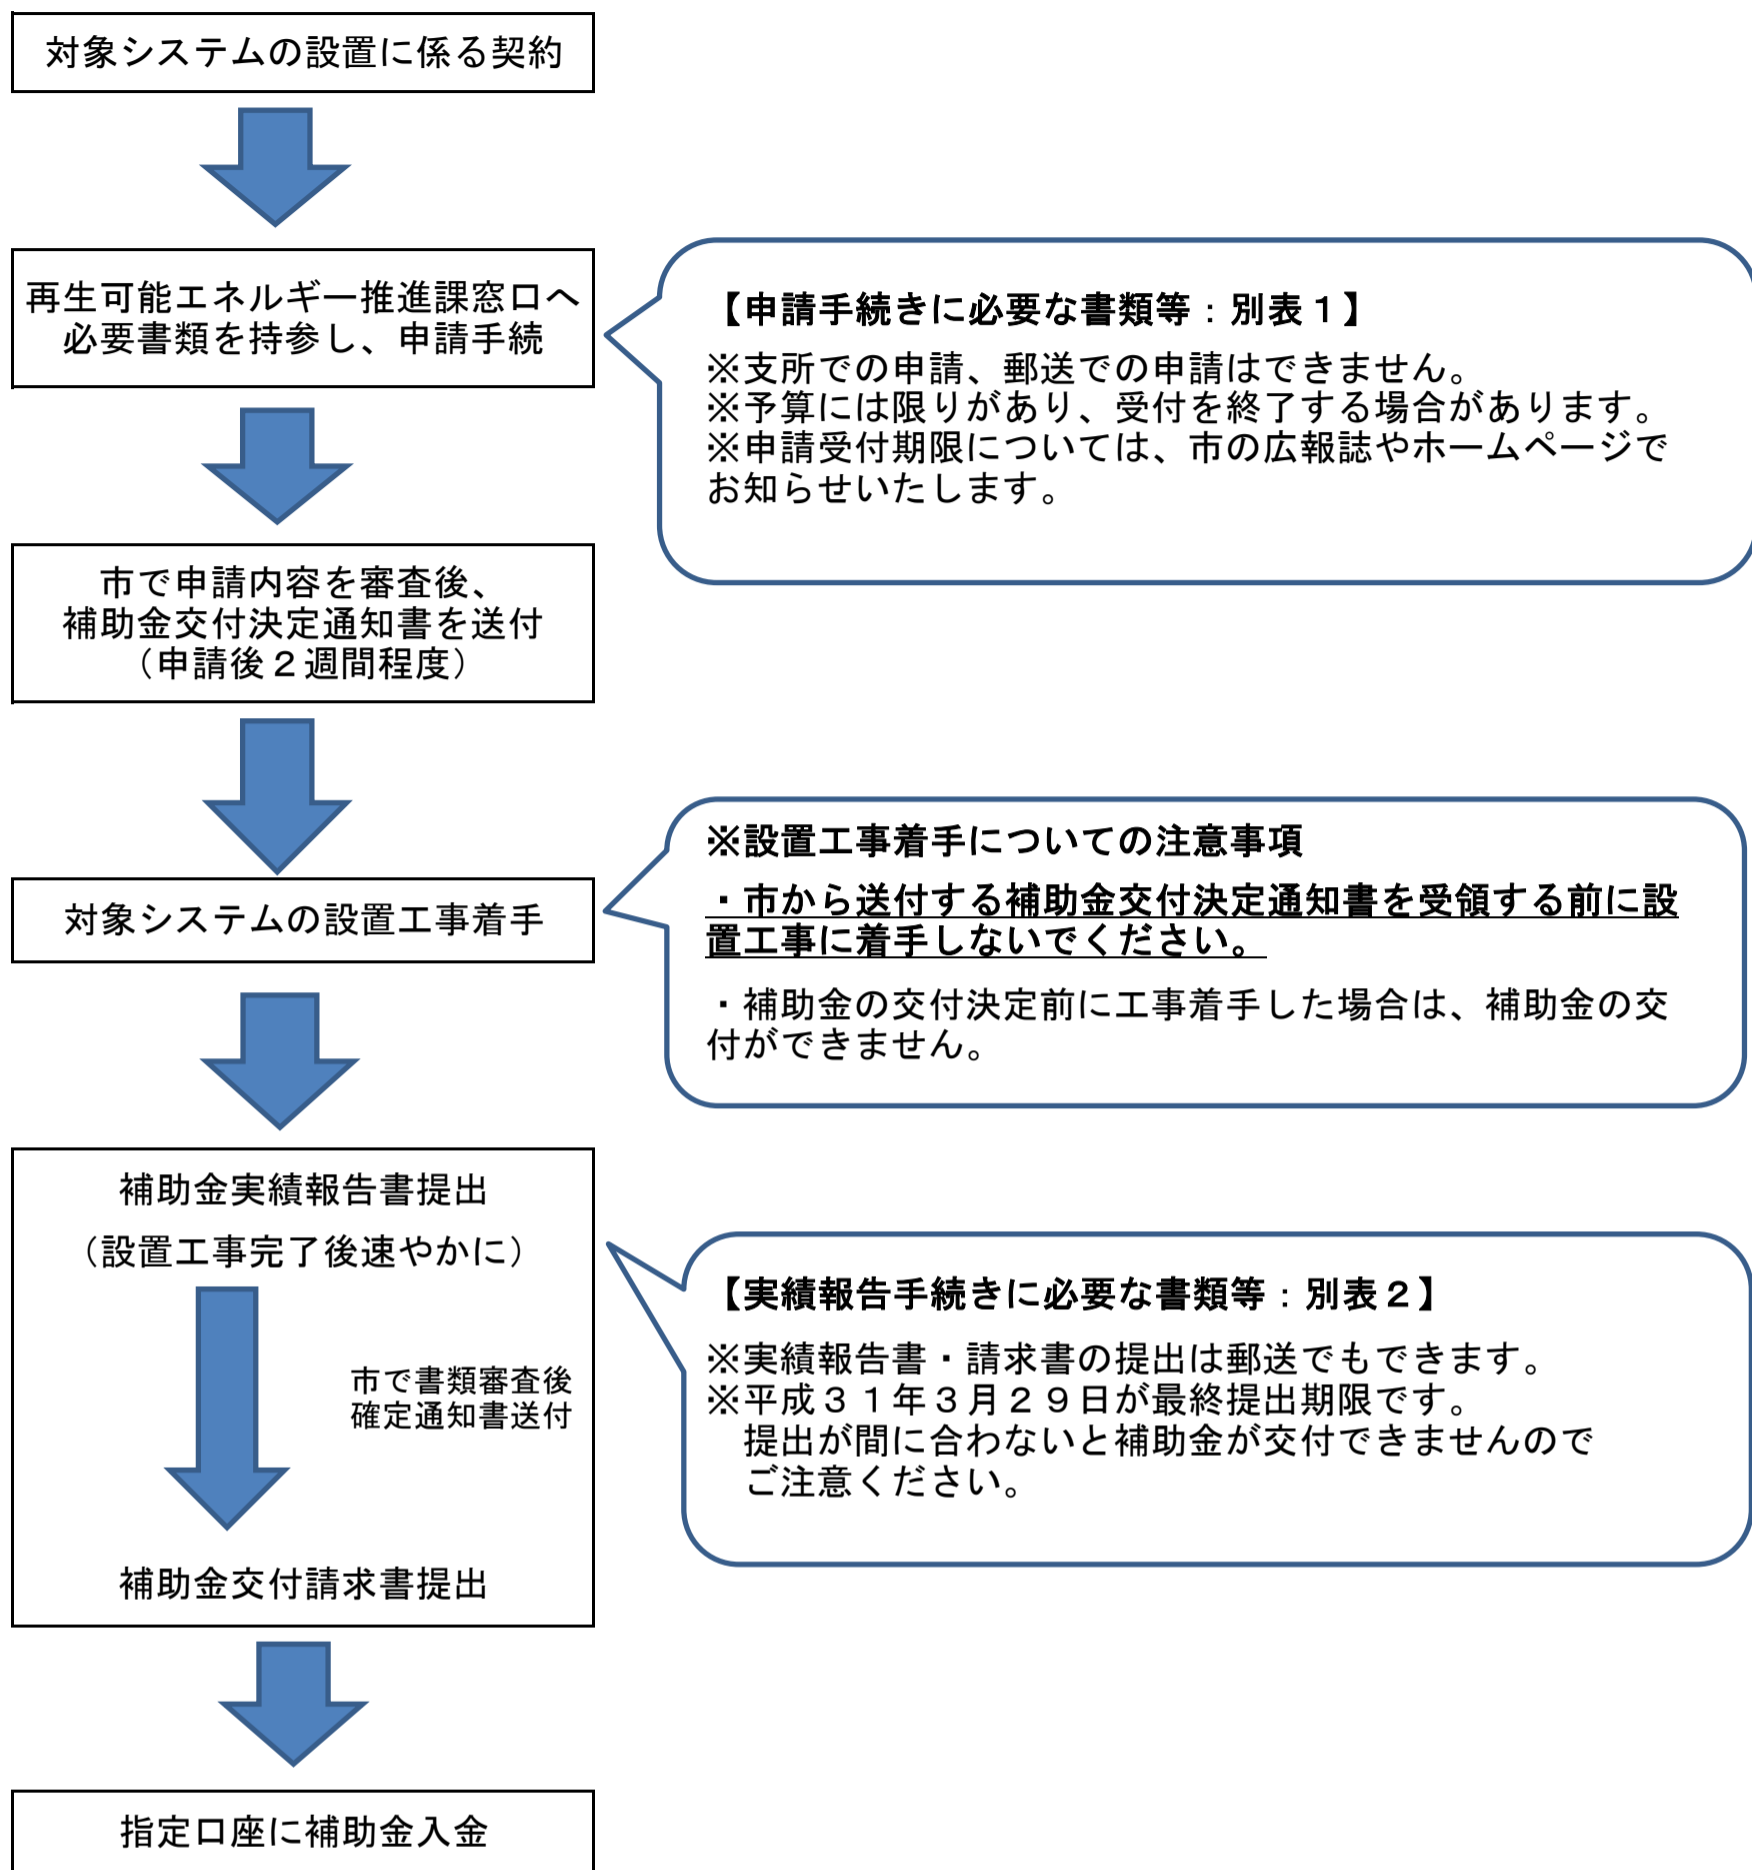 対象システムの設置に係る契約
再生可能エネルギー推進課窓口へ
必要書類を持参し、申請手続
【申請手続きに必要な書類等：別表１】
※支所での申請、郵送での申請はできません。
※予算には限りがあり、受付を終了する場合があります。
※申請受付期限については、市の広報誌やホームページで
お知らせいたします。
市で申請内容を審査後、
補助金交付決定通知書を送付
（申請後２週間程度）
対象システムの設置工事着手
※設置工事着手についての注意事項
・市から送付する補助金交付決定通知書を受領する前に設
置工事に着手しないでください。
・補助金の交付決定前に工事着手した場合は、補助金の交
付ができません。
補助金実績報告書提出
（設置工事完了後速やかに）
市で書類審査後
確定通知書送付
補助金交付請求書提出
【実績報告手続きに必要な書類等：別表２】
※実績報告書・請求書の提出は郵送でもできます。
※平成３１年３月２９日が最終提出期限です。
提出が間に合わないと補助金が交付できませんので
ご注意ください。
指定口座に補助金入金